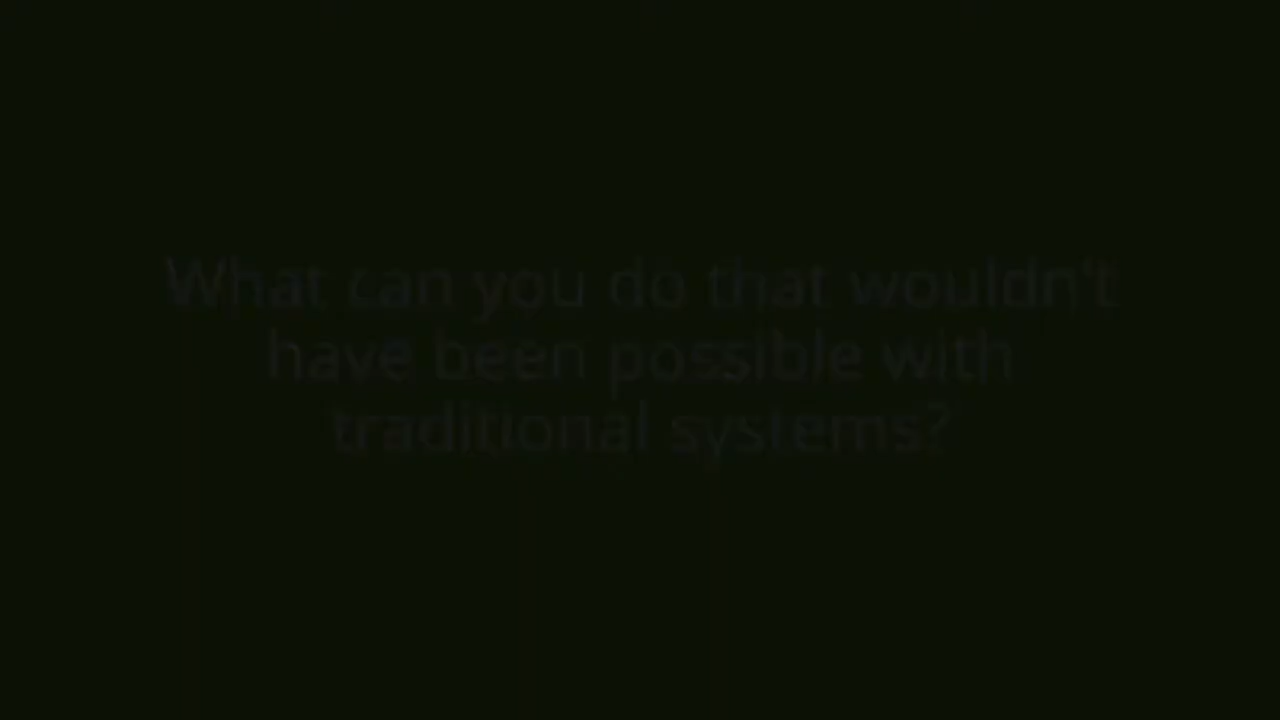 What can you do that wouldn't
have been possible with
traditional systems?